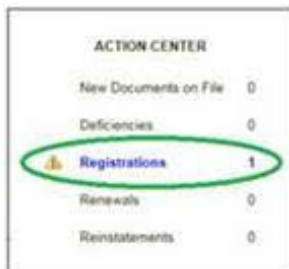 ACTION CENTER
New Documents on File 0
Deficiencies 0
Registrations 1
Renewals 0
Reinstatements 0